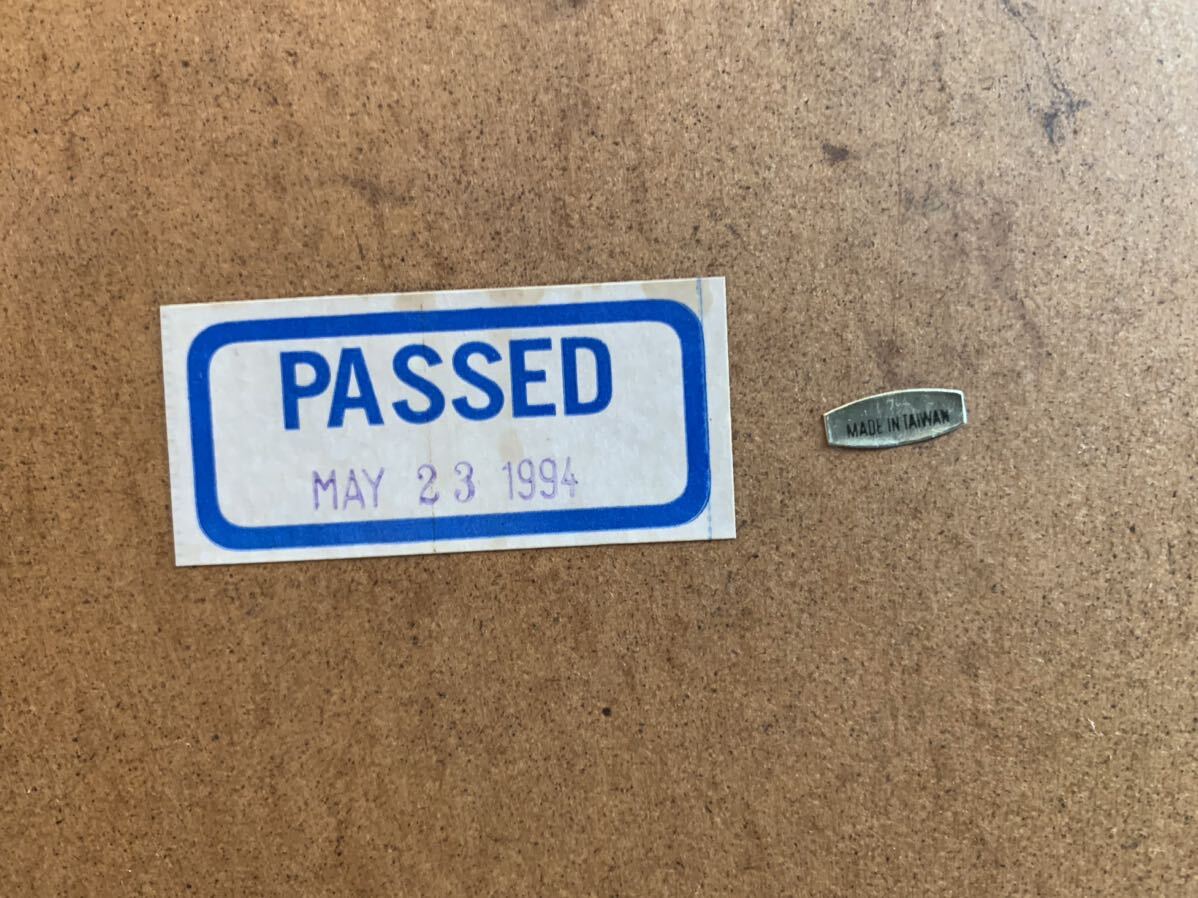 PASSED
MAY 23 1994
MADE IN TAIWAN